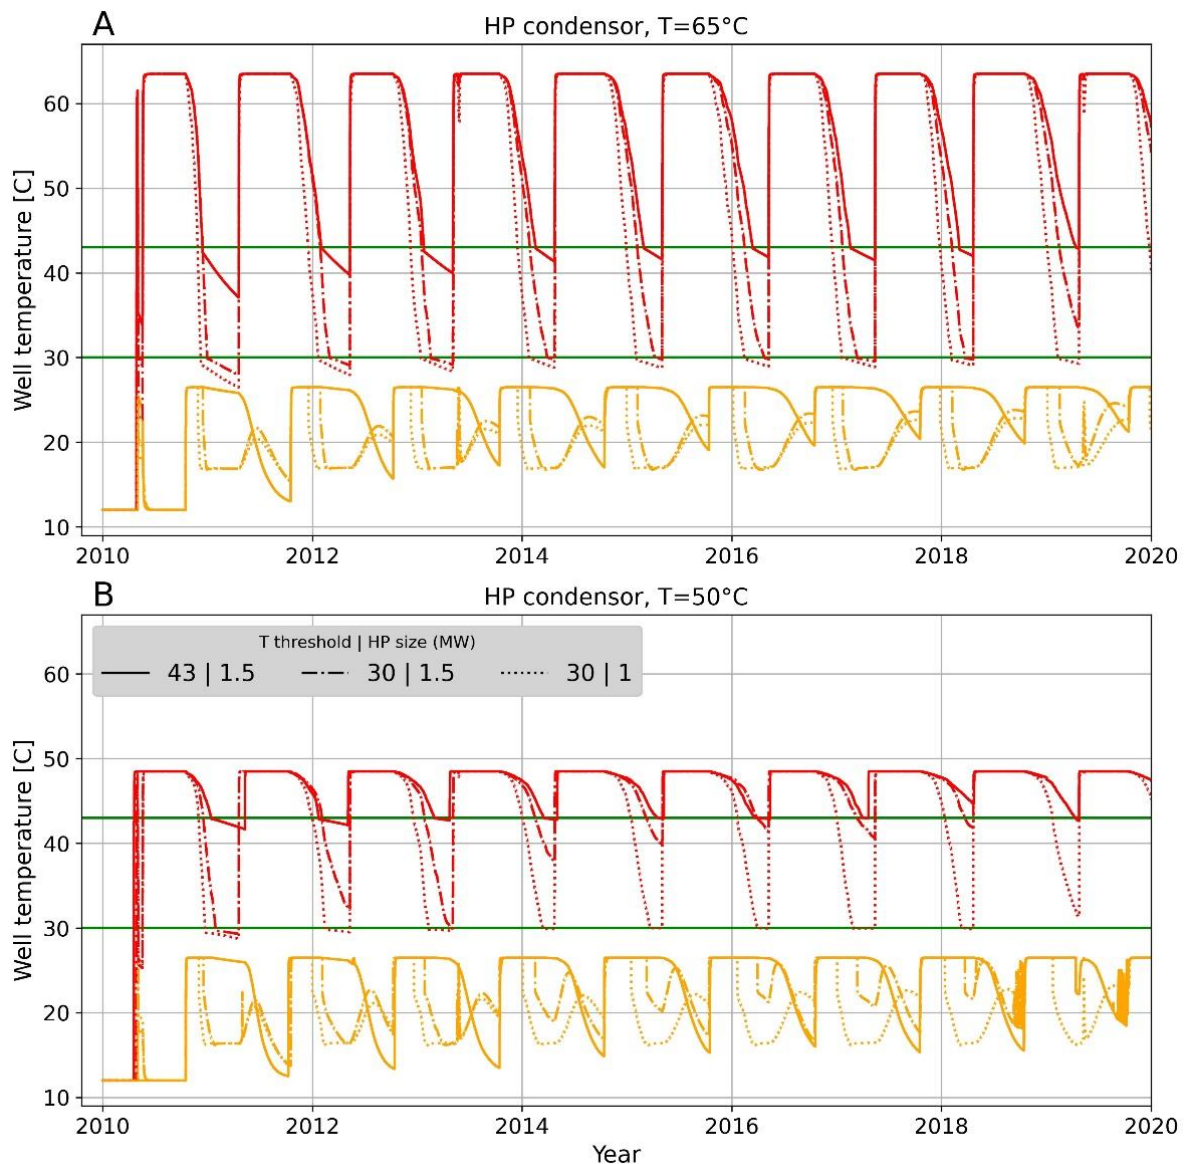 A
HP condensor, T=65°C
Well temperature [C]
60
50
40
30
20
10
2010 2012 2014 2016 2018 2020
B
HP condensor, T=50°C
T threshold | HP size (MW)
43 | 1.5 30 | 1.5 30 | 1
Well temperature [C]
60
50
40
30
20
10
2010 2012 2014 2016 2018 2020
Year